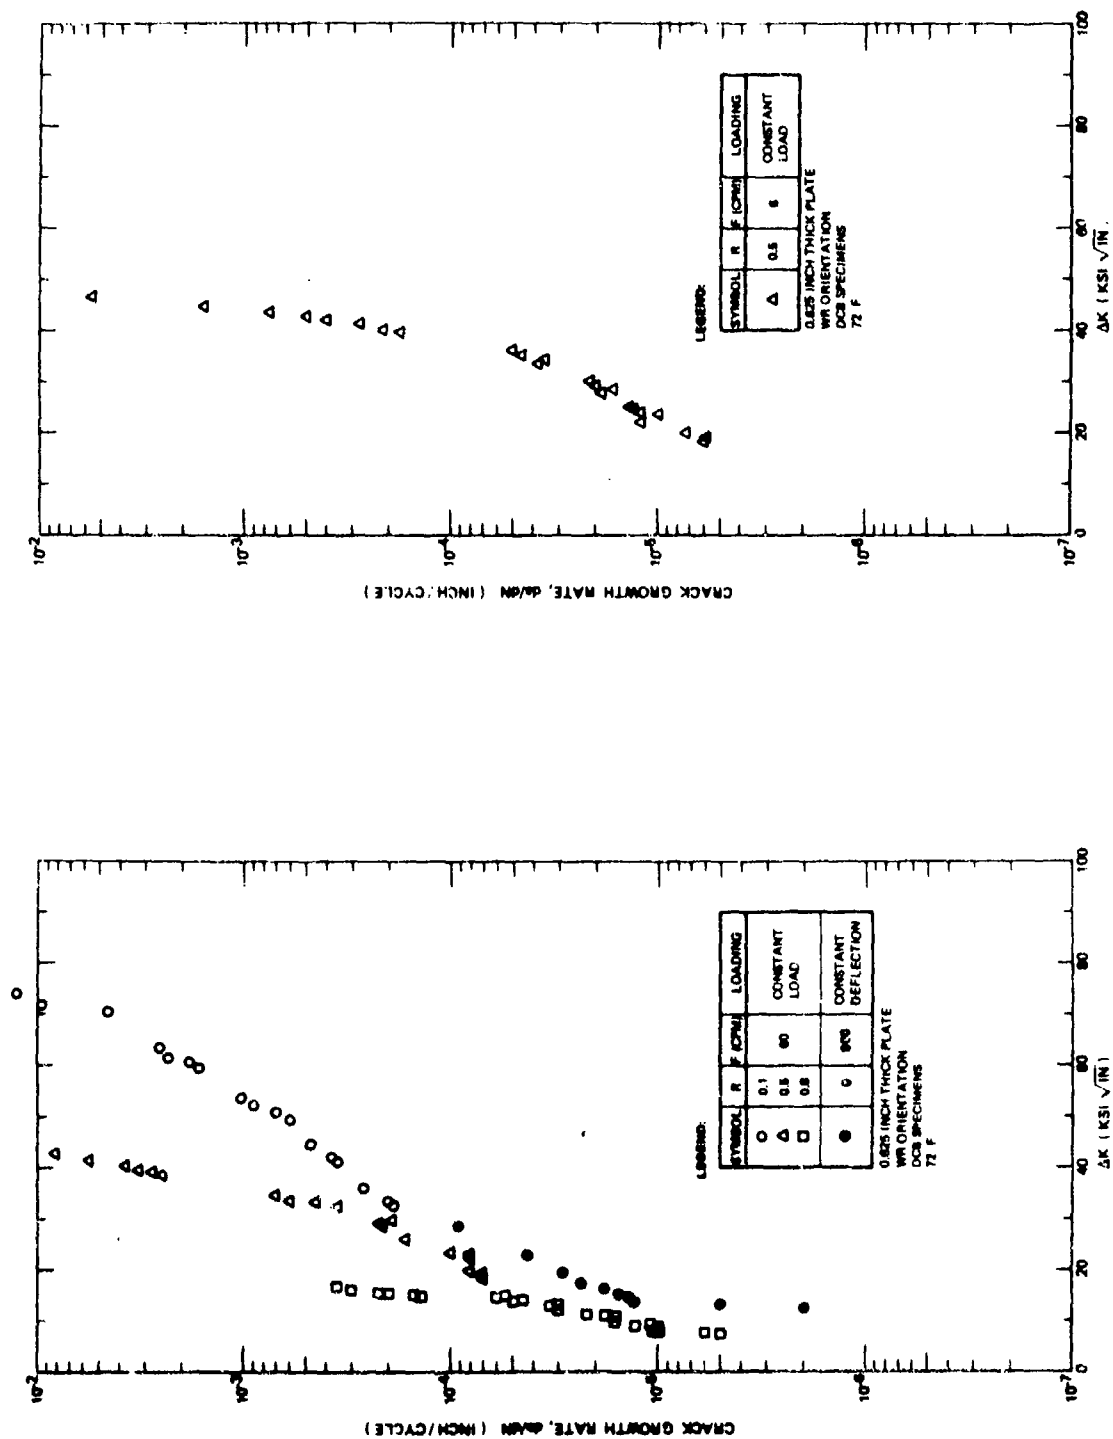 CRACK GROWTH RATE, da/dN ( INCH/CYCLE )
10-2
10-3
10-4
10-5
10-6
10-7
0 20 40 60 80 100
ΔK ( KSI √IN )
LEGEND:
SYMBOL R F (CPM) LOADING
○ 0.1
△ 0.5 60 CONSTANT LOAD
□ 0.8
● 0 900 CONSTANT DEFLECTION
0.625 INCH THICK PLATE
WR ORIENTATION
DCB SPECIMENS
72 F
CRACK GROWTH RATE, da/dN ( INCH/CYCLE )
10-2
10-3
10-4
10-5
10-6
10-7
0 20 40 60 80 100
ΔK ( KSI √IN )
LEGEND:
SYMBOL R F (CPM) LOADING
△ 0.5 6 CONSTANT LOAD
0.625 INCH THICK PLATE
WR ORIENTATION
DCB SPECIMENS
72 F